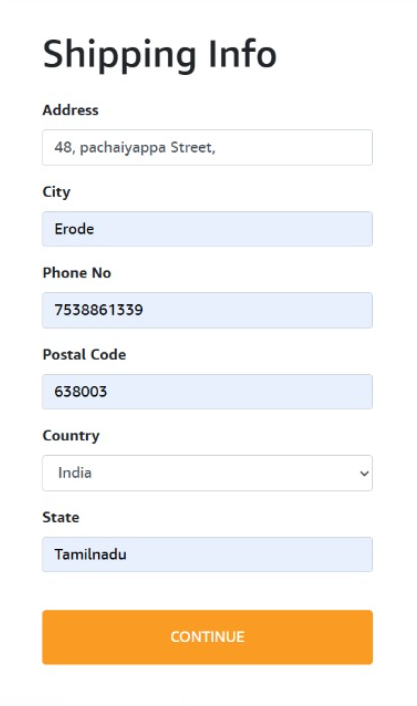 Shipping Info
Address
48, pachaiyappa Street,
City
Erode
Phone No
7538861339
Postal Code
638003
Country
India
State
Tamilnadu
CONTINUE